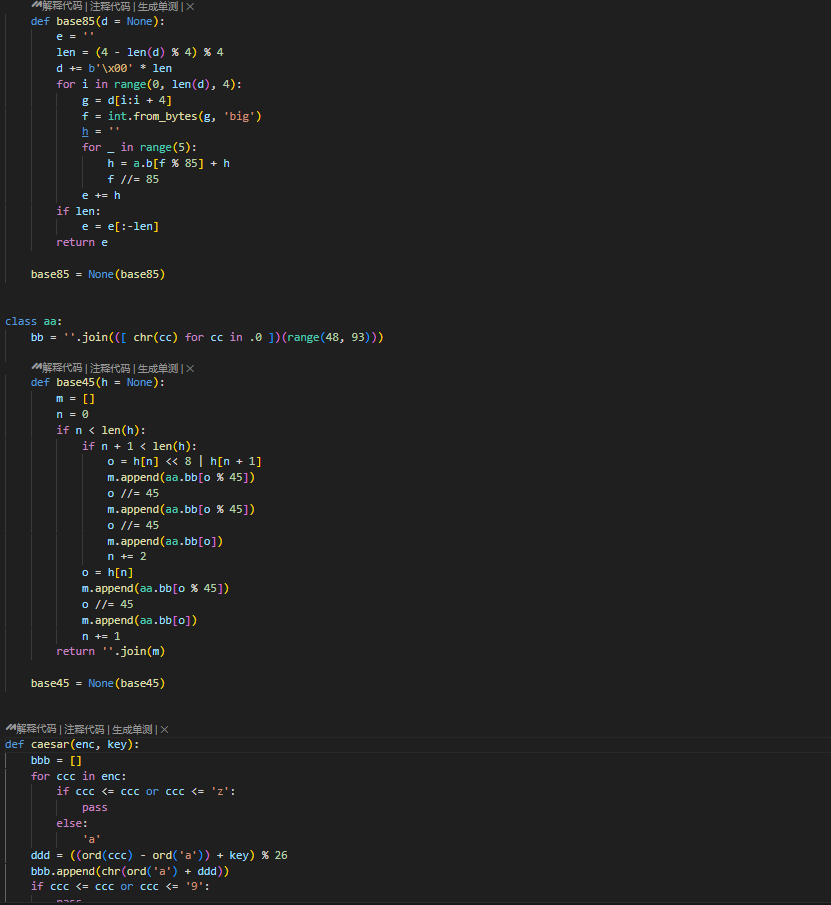 解释代码 | 注释代码 | 生成单测 | ×
def base85(d = None):
e = ''
len = (4 - len(d) % 4) % 4
d += b'\x00' * len
for i in range(0, len(d), 4):
g = d[i:i + 4]
f = int.from_bytes(g, 'big')
h = ''
for _ in range(5):
h = a.b[f % 85] + h
f //= 85
e += h
if len:
e = e[:-len]
return e
base85 = None(base85)
class aa:
bb = ''.join(([ chr(cc) for cc in .0 ])(range(48, 93)))
解释代码 | 注释代码 | 生成单测 | ×
def base45(h = None):
m = []
n = 0
if n < len(h):
if n + 1 < len(h):
o = h[n] << 8 | h[n + 1]
m.append(aa.bb[o % 45])
o //= 45
m.append(aa.bb[o % 45])
o //= 45
m.append(aa.bb[o])
n += 2
o = h[n]
m.append(aa.bb[o % 45])
o //= 45
m.append(aa.bb[o])
n += 1
return ''.join(m)
base45 = None(base45)
解释代码 | 注释代码 | 生成单测 | ×
def caesar(enc, key):
bbb = []
for ccc in enc:
if ccc <= ccc or ccc <= 'z':
pass
else:
'a'
ddd = ((ord(ccc) - ord('a')) + key) % 26
bbb.append(chr(ord('a') + ddd))
if ccc <= ccc or ccc <= '9':
pass